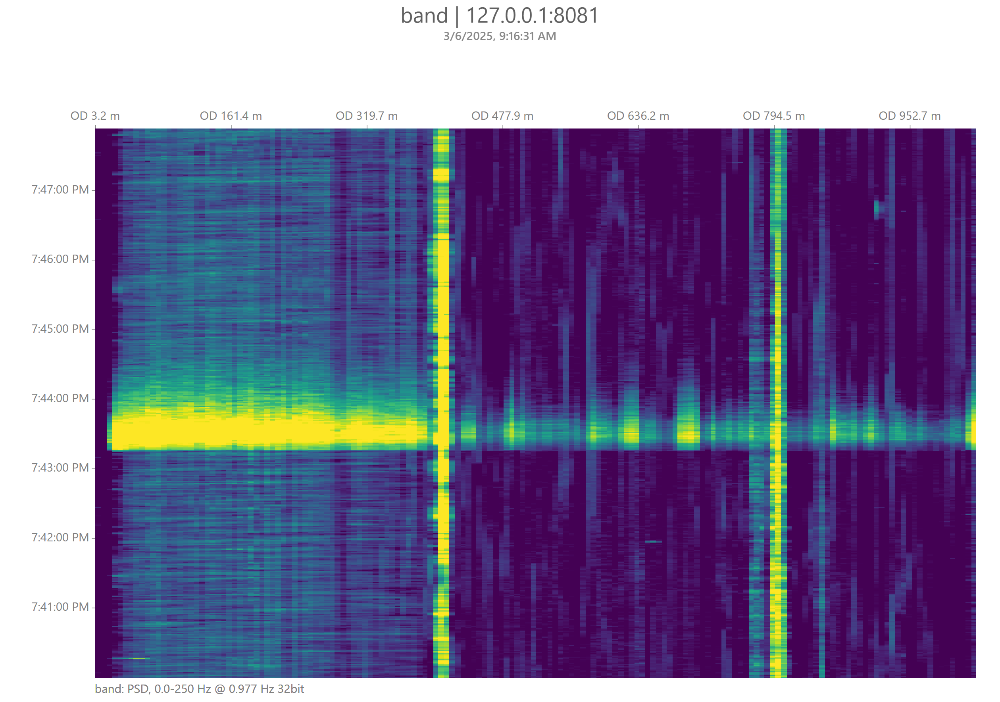 band | 127.0.0.1:8081
3/6/2025, 9:16:31 AM
OD 3.2 m OD 161.4 m OD 319.7 m OD 477.9 m OD 636.2 m OD 794.5 m OD 952.7 m
7:47:00 PM
7:46:00 PM
7:45:00 PM
7:44:00 PM
7:43:00 PM
7:42:00 PM
7:41:00 PM
band: PSD, 0.0-250 Hz @ 0.977 Hz 32bit